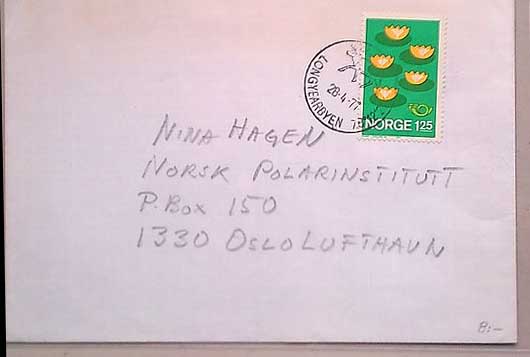 LONGYEARBYEN
28-4-77
NORGE 125
NINA HAGEN
NORSK POLARINSTITUTT
P.BOX 150
1330 OSLO LUFTHAVN
8:-